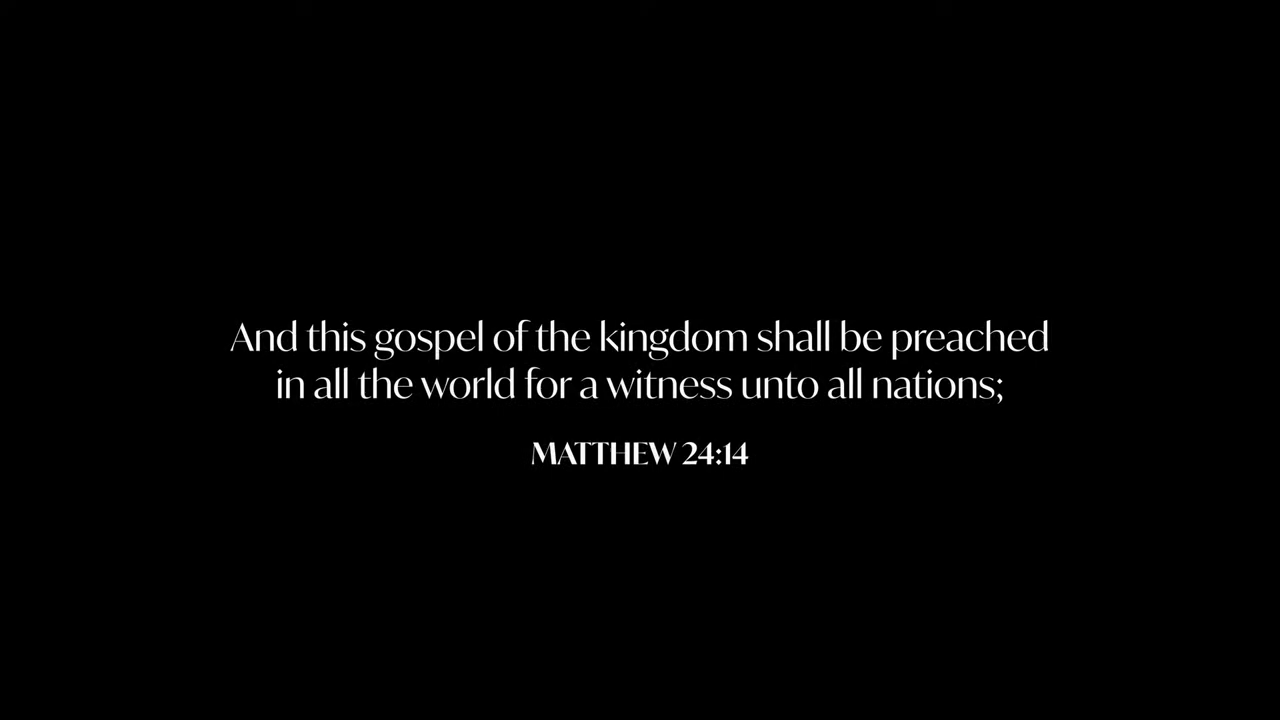 And this gospel of the kingdom shall be preached
in all the world for a witness unto all nations;
MATTHEW 24:14